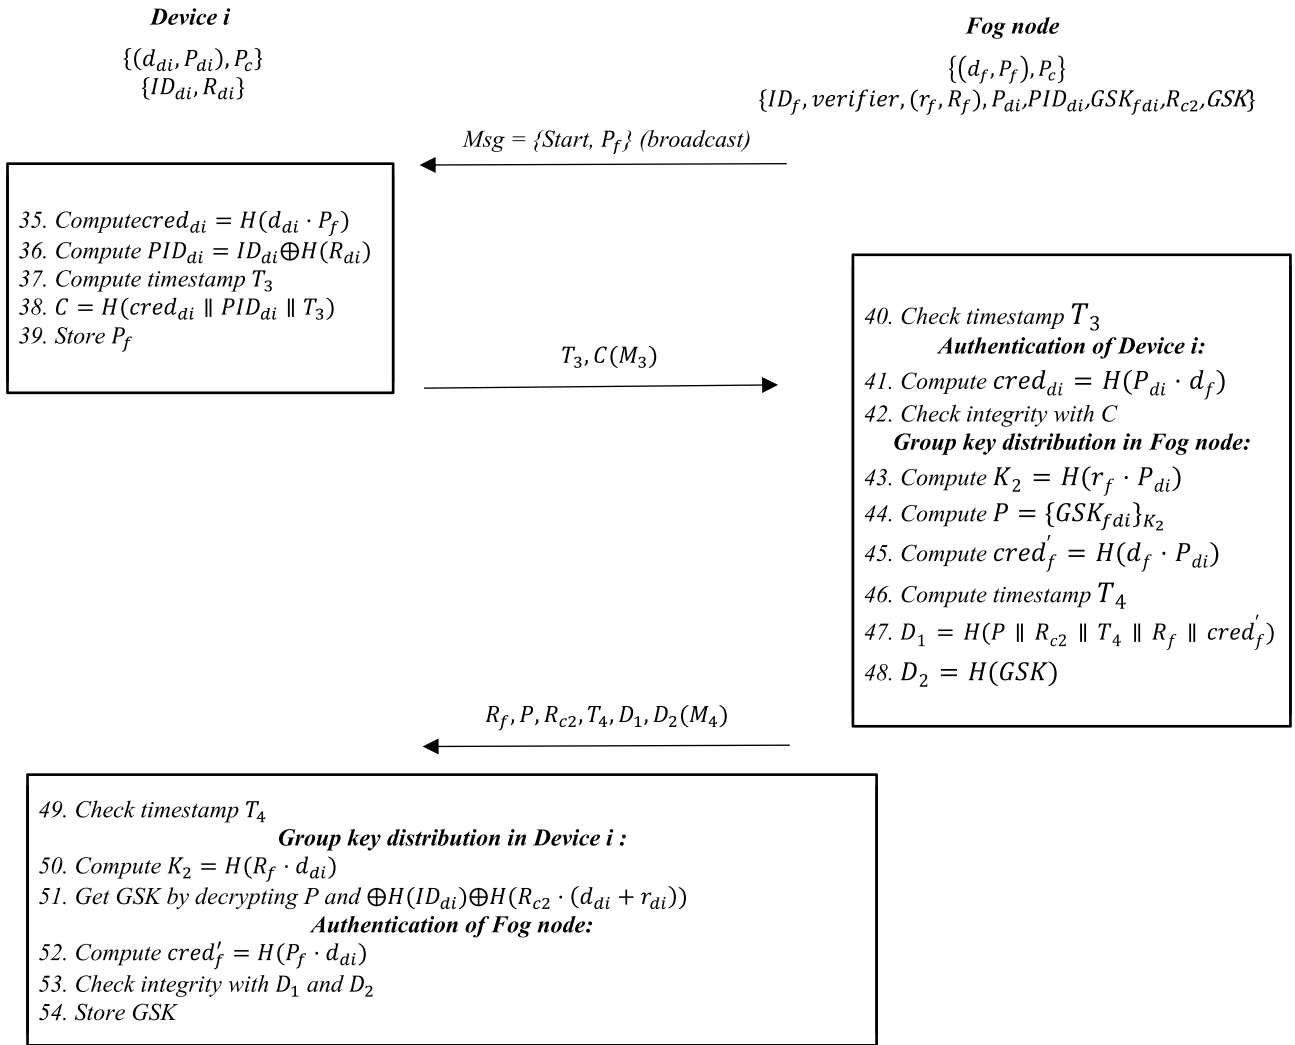 Device i
{(d_di, P_di), P_c}
{ID_di, R_di}
Fog node
{(d_f, P_f), P_c}
{ID_f, verifier, (r_f, R_f), P_di, PID_di, GSK_fdi, R_c2, GSK}
Msg = {Start, P_f} (broadcast)
35. Computecred_di = H(d_di · P_f)
36. Compute PID_di = ID_di⊕H(R_di)
37. Compute timestamp T_3
38. C = H(cred_di ∥ PID_di ∥ T_3)
39. Store P_f
T_3, C(M_3)
40. Check timestamp T_3
Authentication of Device i:
41. Compute cred_di = H(P_di · d_f)
42. Check integrity with C
Group key distribution in Fog node:
43. Compute K_2 = H(r_f · P_di)
44. Compute P = {GSK_fdi}_K_2
45. Compute cred'_f = H(d_f · P_di)
46. Compute timestamp T_4
47. D_1 = H(P ∥ R_c2 ∥ T_4 ∥ R_f ∥ cred'_f)
48. D_2 = H(GSK)
R_f, P, R_c2, T_4, D_1, D_2(M_4)
49. Check timestamp T_4
Group key distribution in Device i :
50. Compute K_2 = H(R_f · d_di)
51. Get GSK by decrypting P and ⊕H(ID_di)⊕H(R_c2 · (d_di + r_di))
Authentication of Fog node:
52. Compute cred'_f = H(P_f · d_di)
53. Check integrity with D_1 and D_2
54. Store GSK